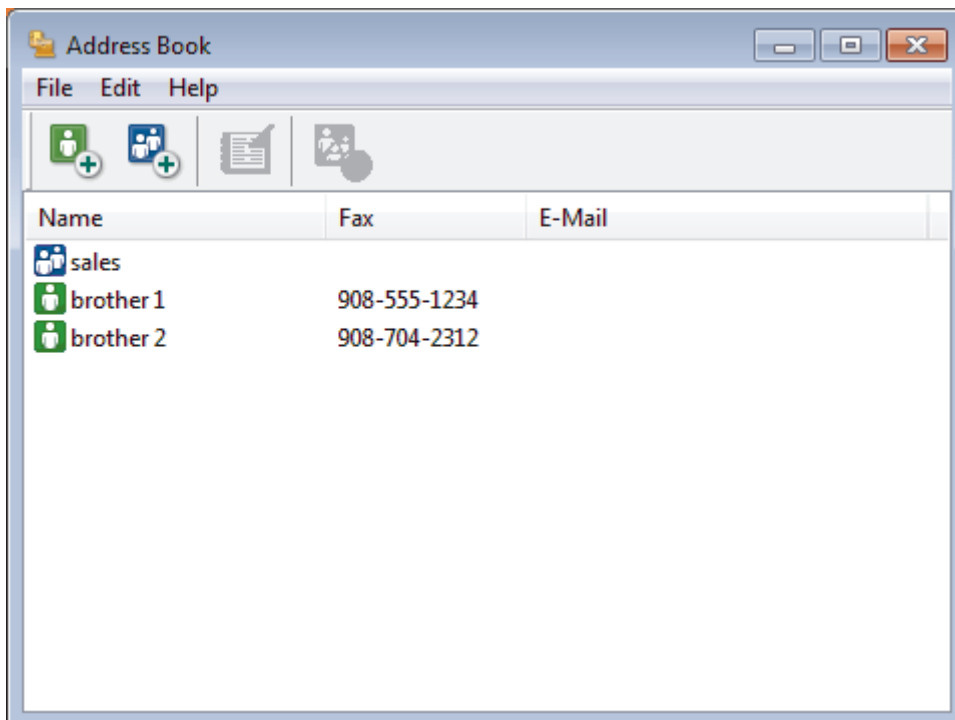 Address Book
File Edit Help
Name Fax E-Mail
sales
brother 1 908-555-1234
brother 2 908-704-2312